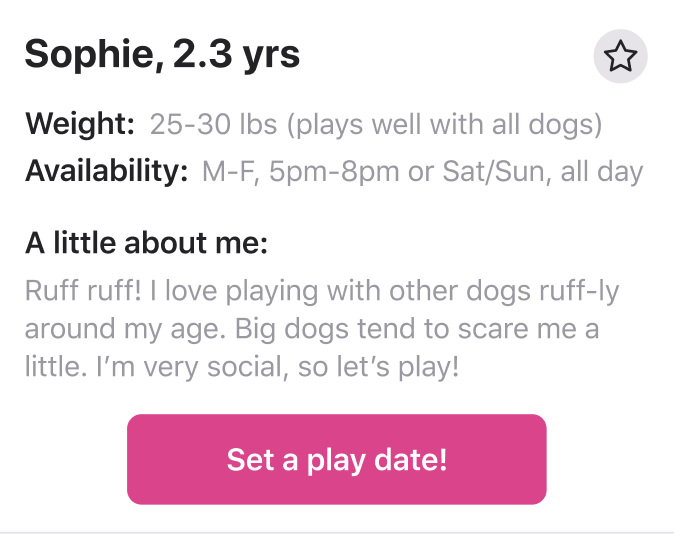 Sophie, 2.3 yrs
Weight: 25-30 lbs (plays well with all dogs)
Availability: M-F, 5pm-8pm or Sat/Sun, all day
A little about me:
Ruff ruff! I love playing with other dogs ruff-ly
around my age. Big dogs tend to scare me a
little. I’m very social, so let’s play!
Set a play date!